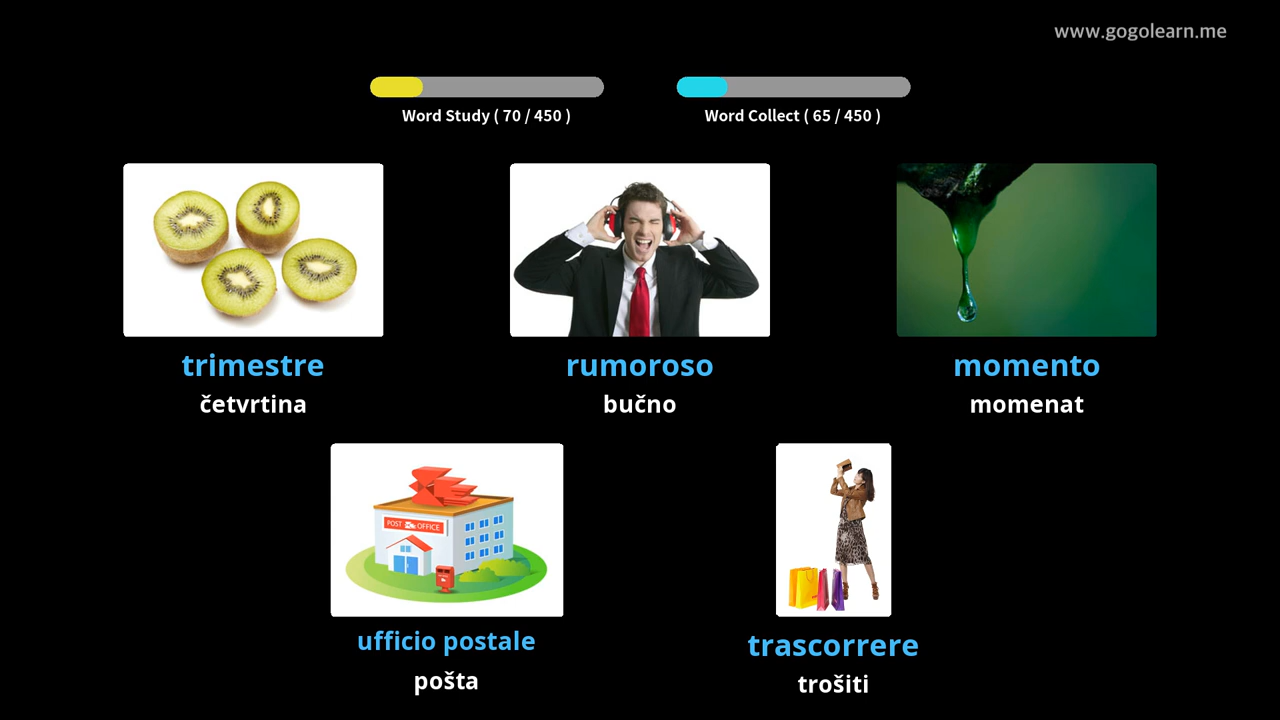 www.gogolearn.me
Word Study ( 70 / 450 )
Word Collect ( 65 / 450 )
trimestre
četvrtina
rumoroso
bučno
momento
momenat
POST OFFICE
ufficio postale
pošta
trascorrere
trošiti